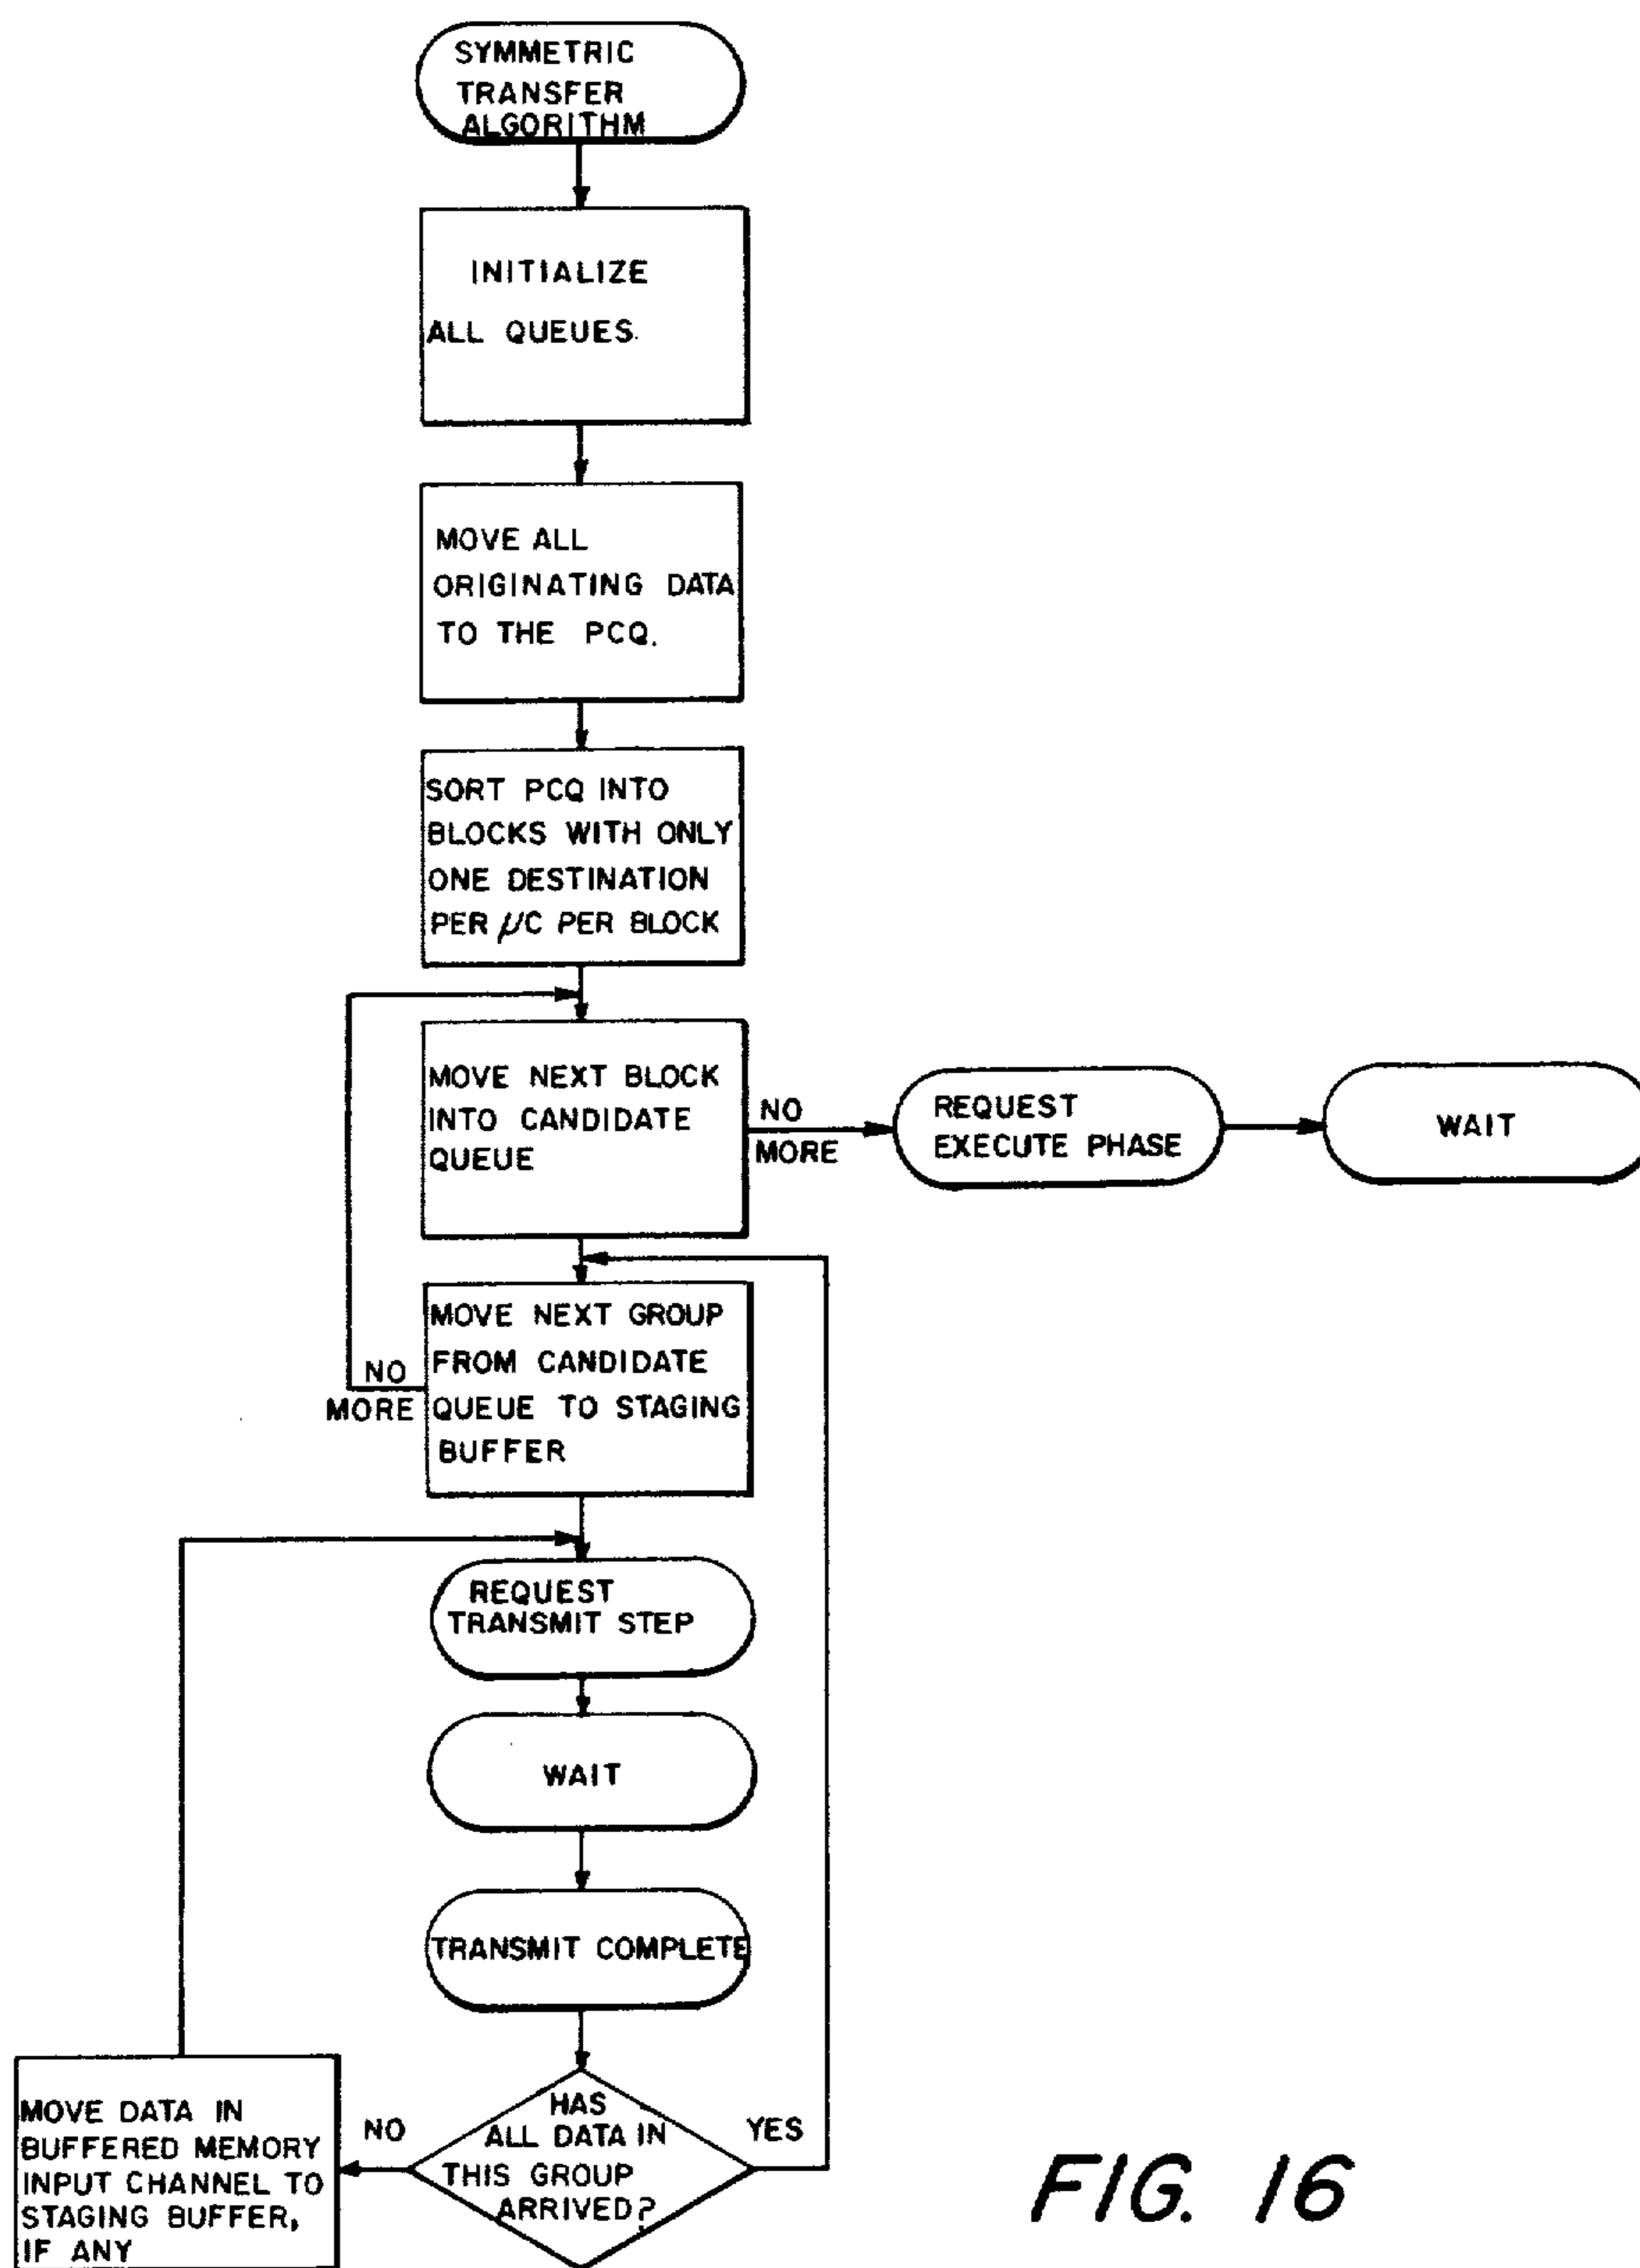 SYMMETRIC
TRANSFER
ALGORITHM
INITIALIZE
ALL QUEUES.
MOVE ALL
ORIGINATING DATA
TO THE PCQ.
SORT PCQ INTO
BLOCKS WITH ONLY
ONE DESTINATION
PER μC PER BLOCK
MOVE NEXT BLOCK
INTO CANDIDATE
QUEUE
NO
MORE
REQUEST
EXECUTE PHASE
WAIT
MOVE NEXT GROUP
FROM CANDIDATE
QUEUE TO STAGING
BUFFER
NO
MORE
REQUEST
TRANSMIT STEP
WAIT
TRANSMIT COMPLETE
HAS
ALL DATA IN
THIS GROUP
ARRIVED?
YES
NO
MOVE DATA IN
BUFFERED MEMORY
INPUT CHANNEL TO
STAGING BUFFER,
IF ANY
FIG. 16